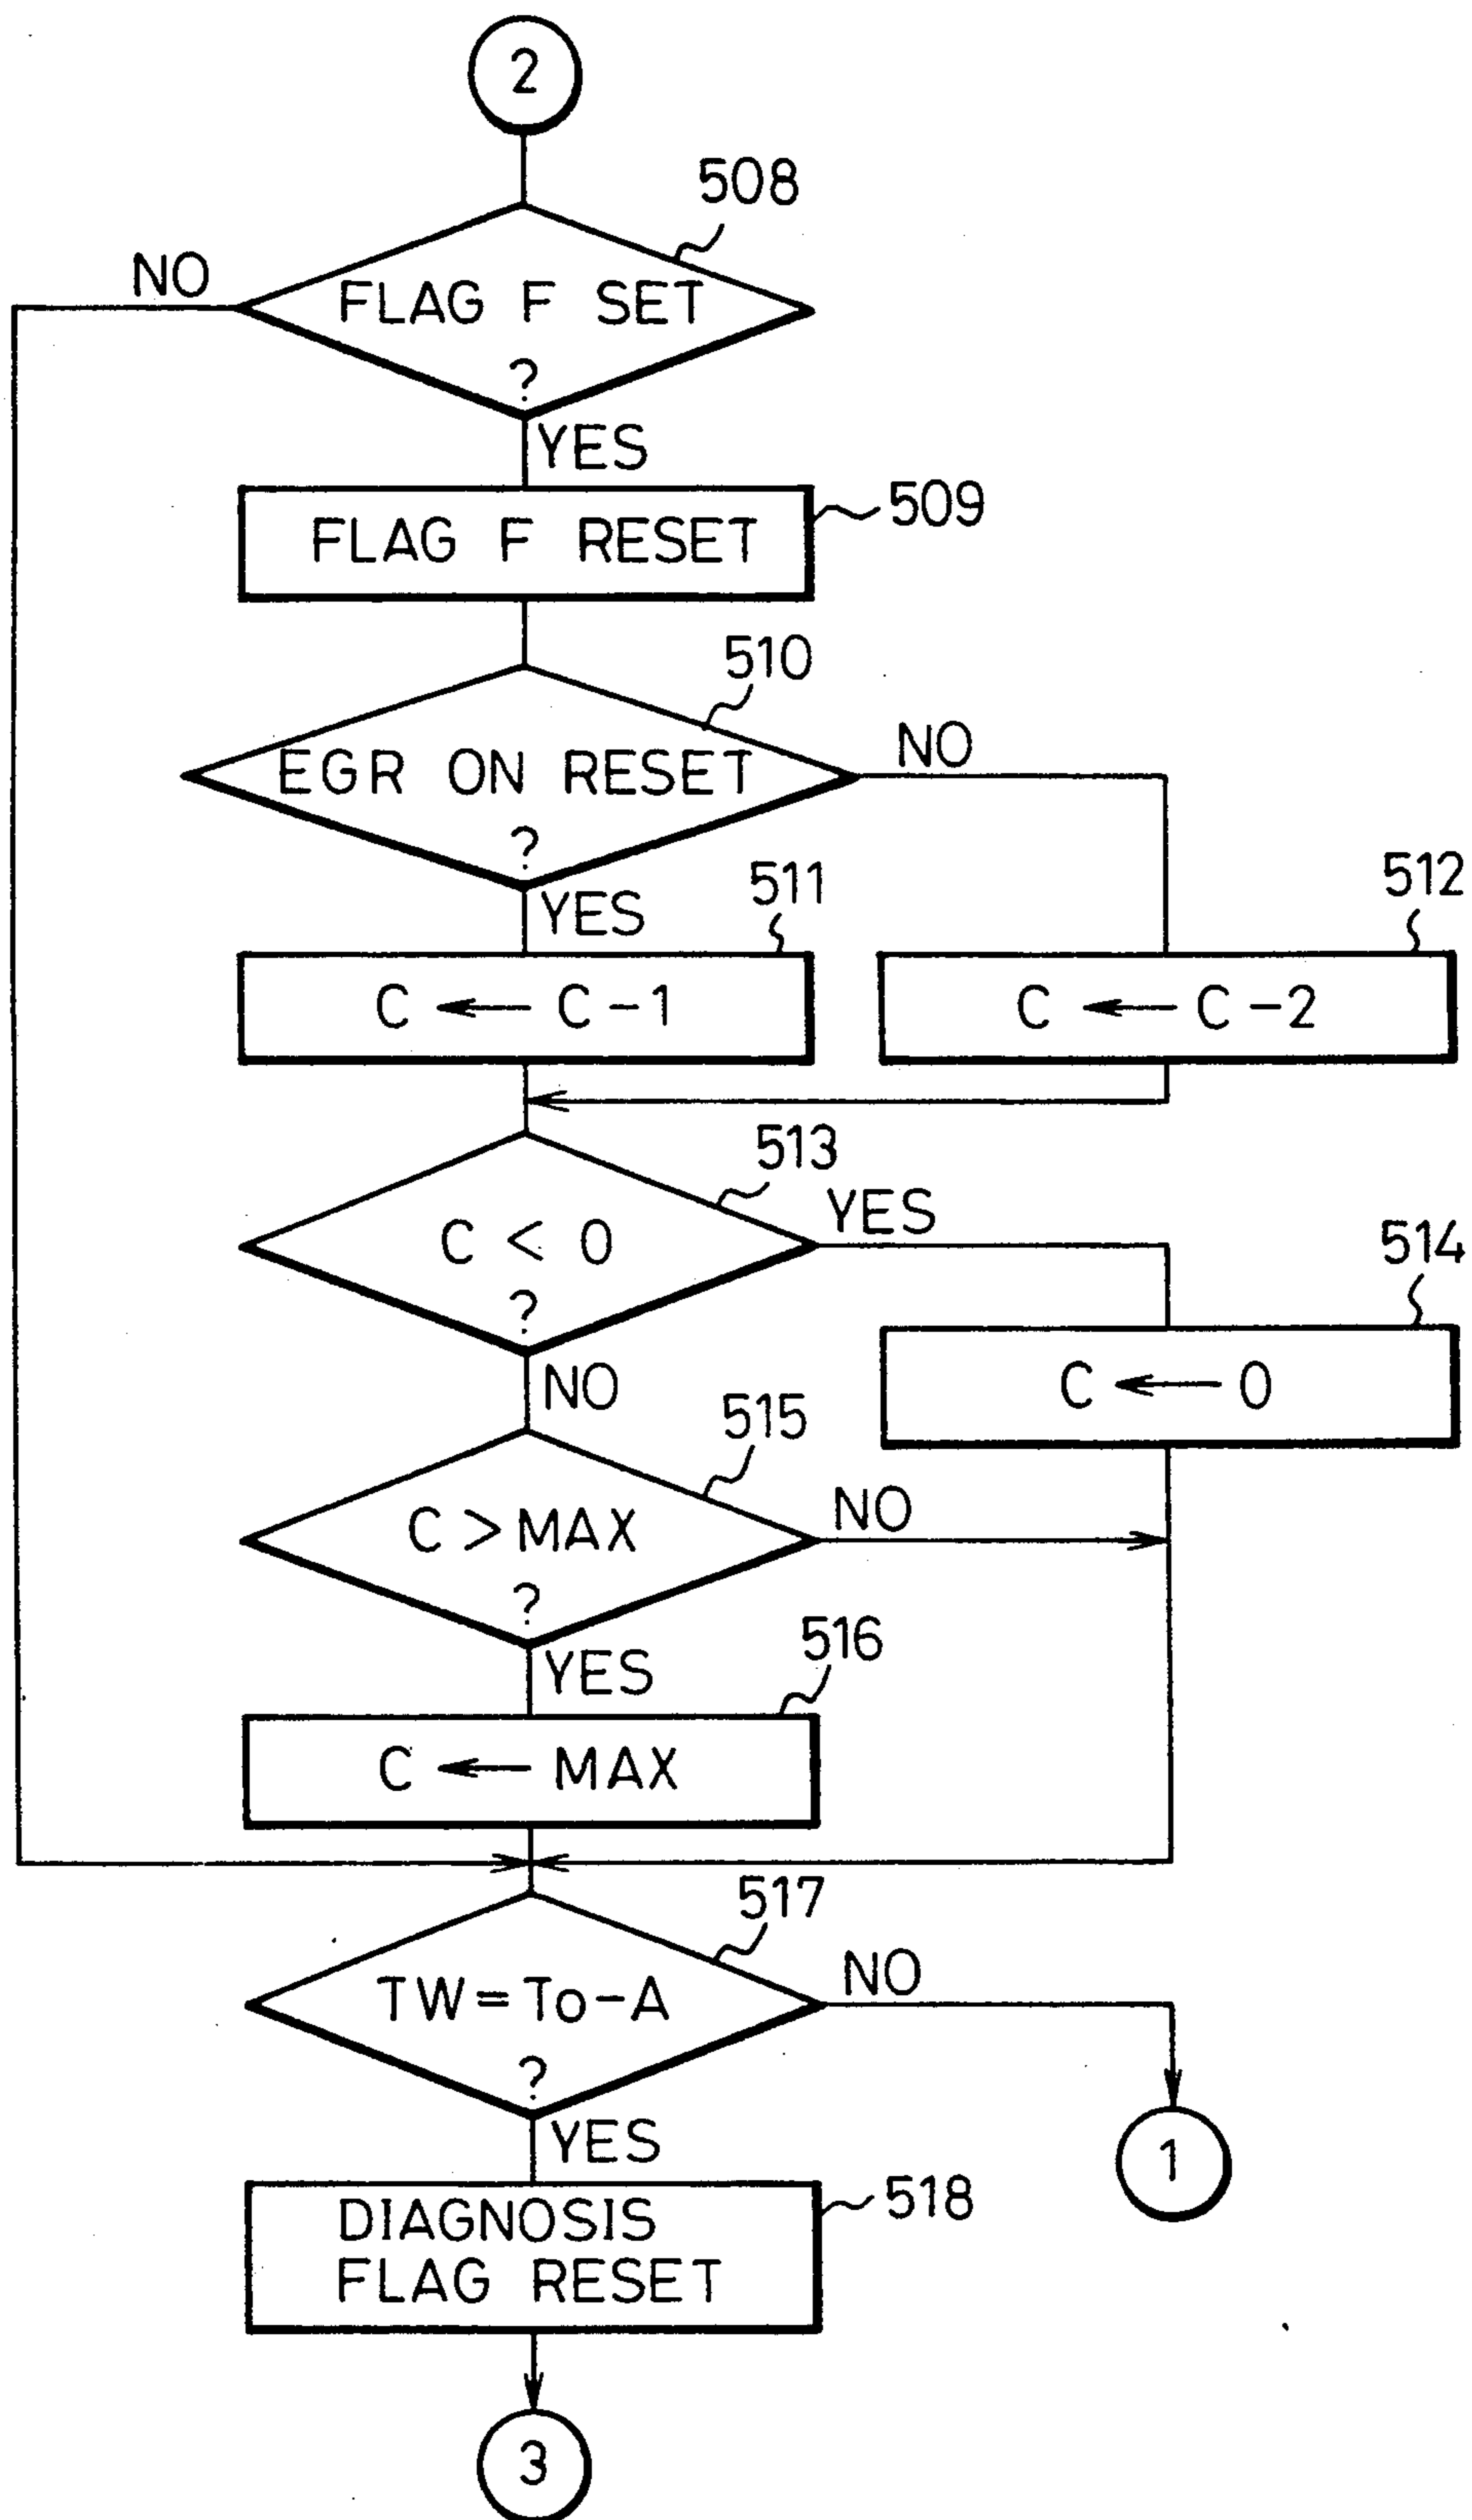 2
508
NO
FLAG F SET
?
YES
509
FLAG F RESET
510
NO
EGR ON RESET
?
YES
511
512
C ← C - 1
C ← C - 2
513
YES
C < 0
?
514
NO
C ← 0
515
NO
C > MAX
?
516
YES
C ← MAX
517
NO
TW = To - A
?
YES
1
518
DIAGNOSIS
FLAG RESET
3